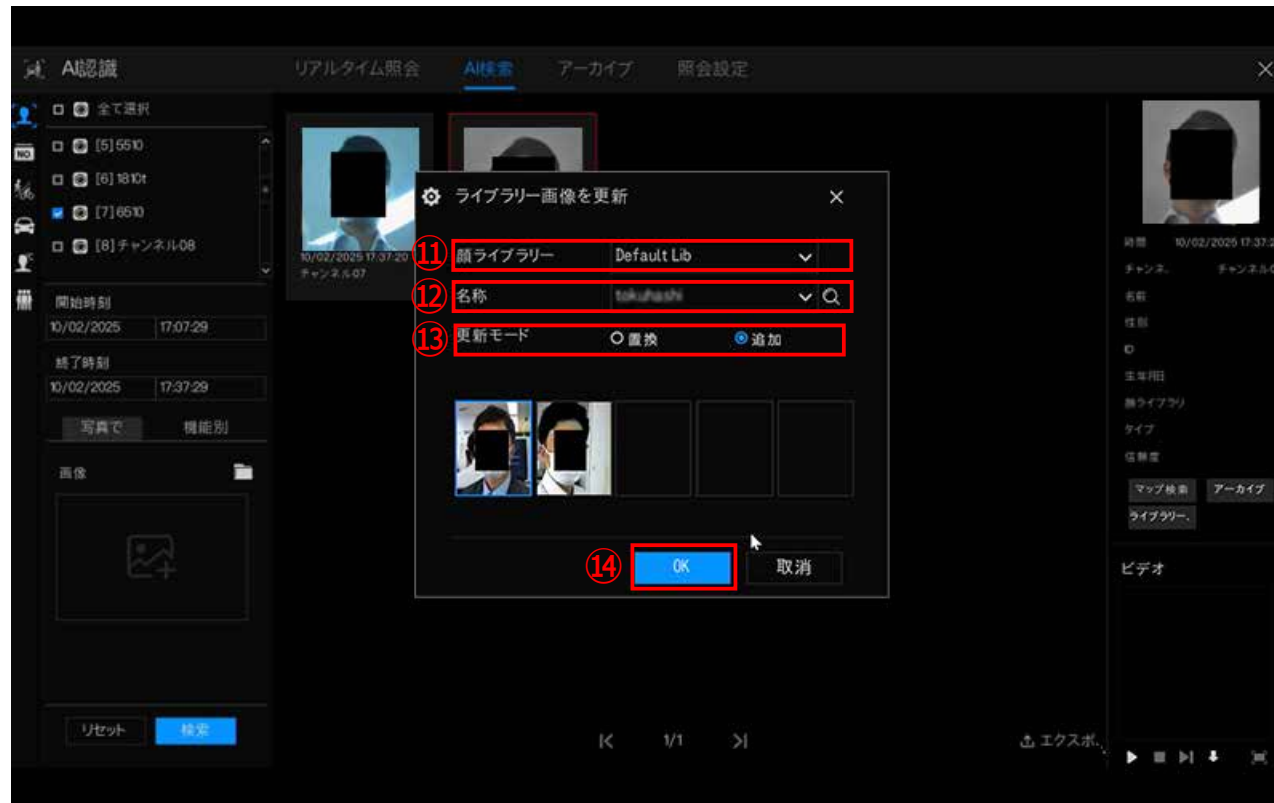 AI認識
リアルタイム照会
AI検索
アーカイブ
照会設定
全て選択
NO
[5] 5510
[6] 1810t
[7] 6510
[8] チャンネル08
開始時刻
10/02/2025 17:07:29
終了時刻
10/02/2025 17:37:29
写真で 機能別
画像
リセット 検索
10/02/2025 17:37:20
チャンネル07
ライブラリー画像を更新
⑪ 顔ライブラリー Default Lib
⑫ 名称 tokuhashi
⑬ 更新モード 置換 追加
⑭ OK 取消
1/1
エクスポ..
時間 10/02/2025 17:37:2
チャンネ.. チャンネル0
名前
性別
ID
生年月日
顔ライブラリ
タイプ
信頼度
マップ検索 アーカイブ
ライブラリー..
ビデオ